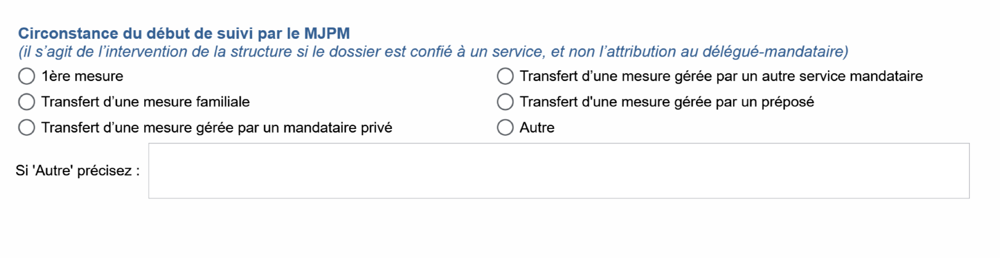 Circonstance du début de suivi par le MJPM
(il s’agit de l’intervention de la structure si le dossier est confié à un service, et non l’attribution au délégué-mandataire)
1ère mesure
Transfert d’une mesure familiale
Transfert d’une mesure gérée par un mandataire privé
Transfert d’une mesure gérée par un autre service mandataire
Transfert d'une mesure gérée par un préposé
Autre
Si 'Autre' précisez :